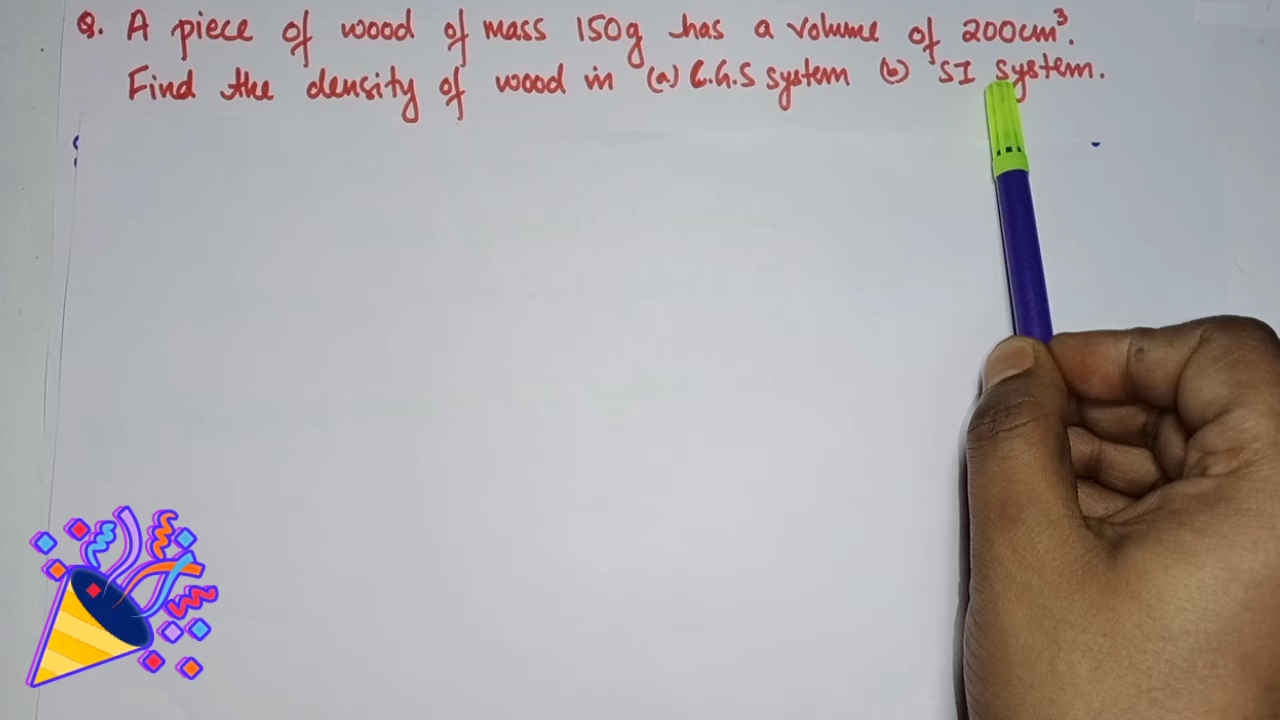 Q. A piece of wood of mass 150g has a volume of 200cm³.
Find the density of wood in (a) C.G.S system (b) SI system.